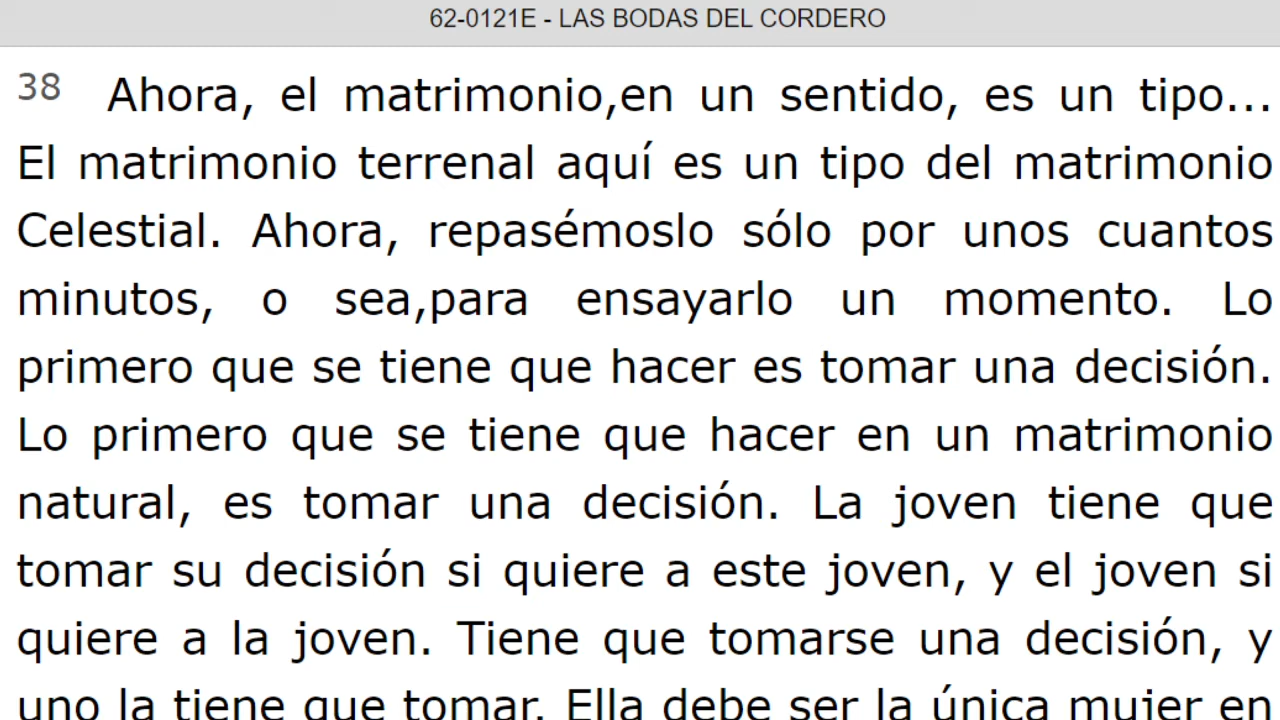 62-0121E - LAS BODAS DEL CORDERO
38 Ahora, el matrimonio,en un sentido, es un tipo...
El matrimonio terrenal aquí es un tipo del matrimonio
Celestial. Ahora, repasémoslo sólo por unos cuantos
minutos, o sea,para ensayarlo un momento. Lo
primero que se tiene que hacer es tomar una decisión.
Lo primero que se tiene que hacer en un matrimonio
natural, es tomar una decisión. La joven tiene que
tomar su decisión si quiere a este joven, y el joven si
quiere a la joven. Tiene que tomarse una decisión, y
uno la tiene que tomar. Ella debe ser la única mujer en